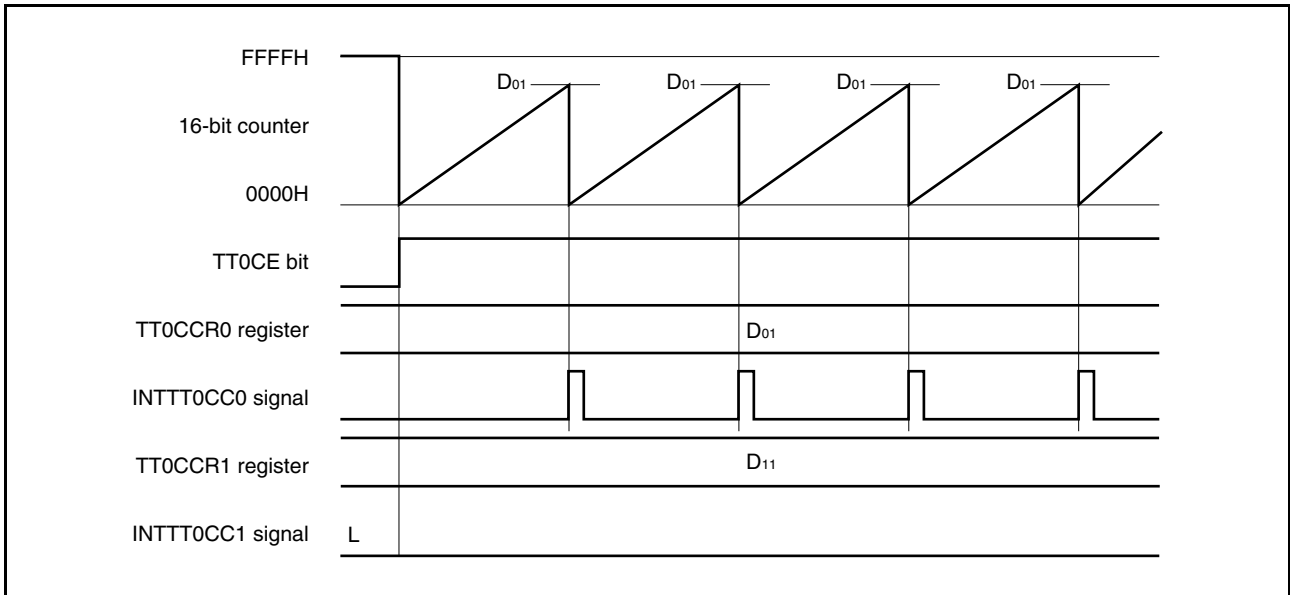 FFFFH
D01 D01 D01 D01
16-bit counter
0000H
TT0CE bit
TT0CCR0 register
D01
INTTT0CC0 signal
TT0CCR1 register
D11
INTTT0CC1 signal
L